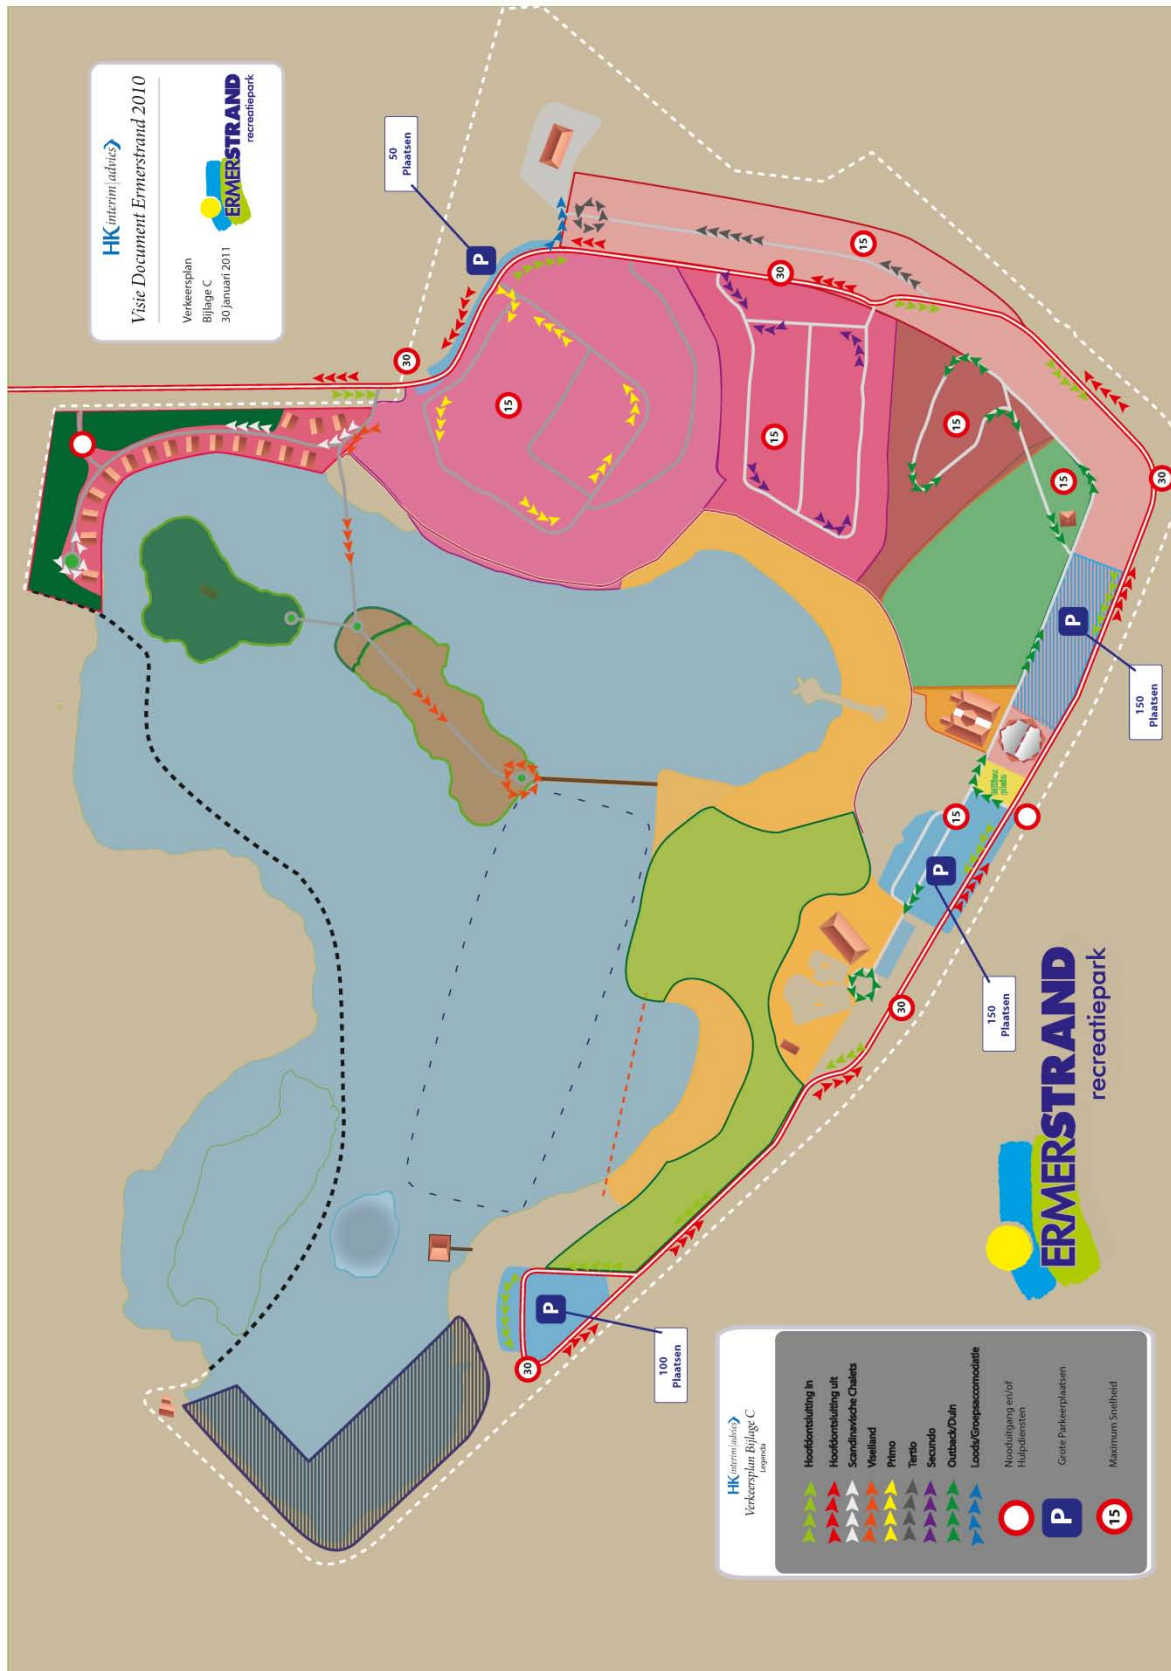 HK interim|advies
Visie Document Ermerstrand 2010
Verkeersplan
Bijlage C
30 januari 2011
ERMERSTRAND
recreatiepark
50
Plaatsen
P
30
15
15
30
15
15
15
30
P
150
Plaatsen
15
P
150
Plaatsen
30
P
100
Plaatsen
30
ERMERSTRAND
recreatiepark
HK interim|advies
Verkeersplan Bijlage C
Legenda
Hoofdontsluiting in
Hoofdontsluiting uit
Scandinavische Chalets
Viseiland
Primo
Tertio
Secundo
Outback/Duin
Loods/Groepsaccomodatie
Nooduitgang en/of
Hulpdiensten
P
Grote Parkeerplaatsen
15
Maximum Snelheid